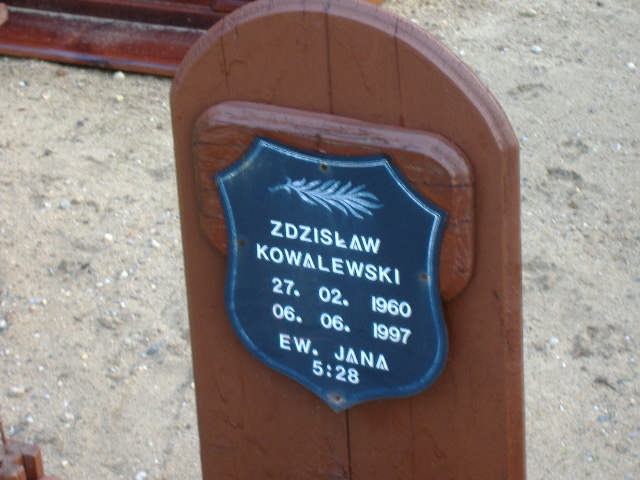 ZDZISŁAW
KOWALEWSKI
27. 02. 1960
06. 06. 1997
EW. JANA
5:28